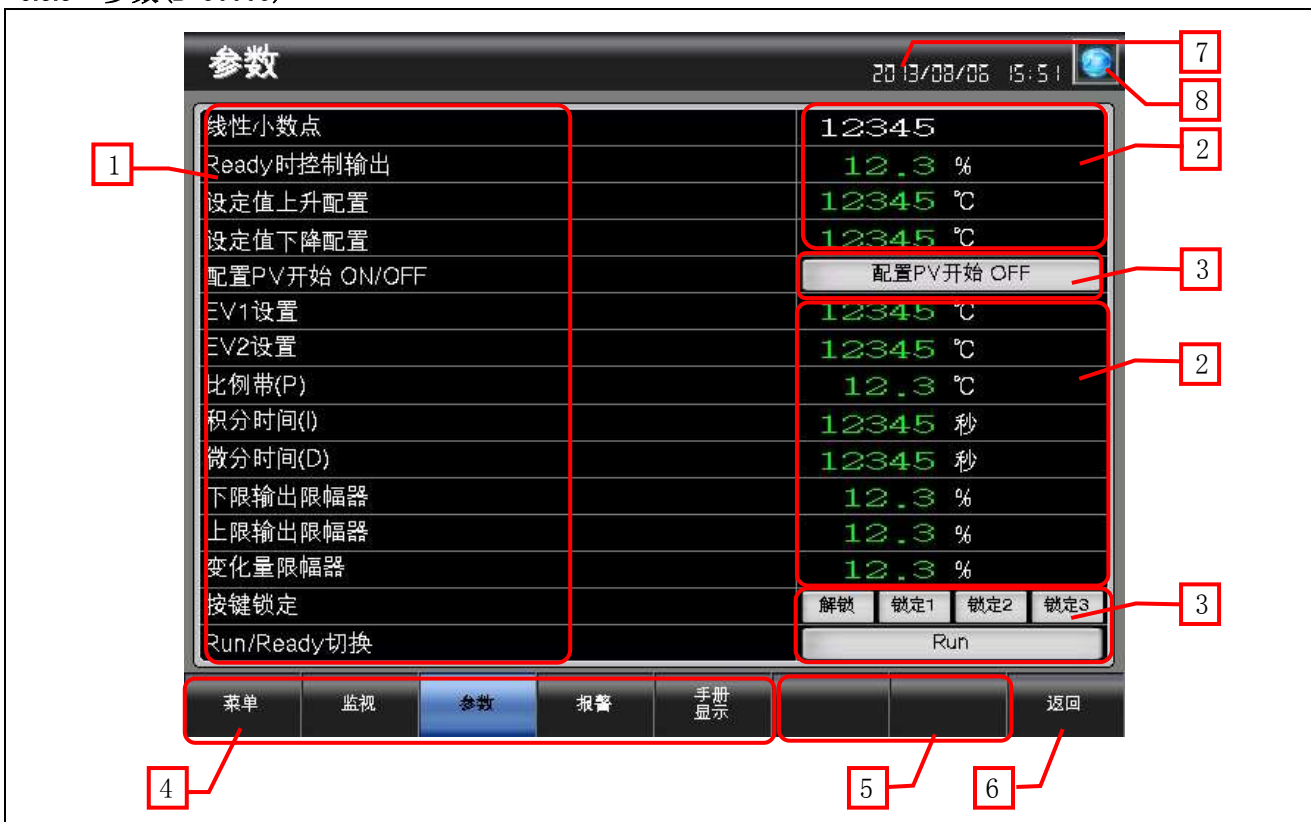 参数
2013/08/06 15:51
7
8
线性小数点 12345
1
2
Ready时控制输出 12.3 %
设定值上升配置 12345 ℃
设定值下降配置 12345 ℃
配置PV开始 ON/OFF 配置PV开始 OFF
3
EV1设置 12345 ℃
EV2设置 12345 ℃
2
比例带(P) 12.3 ℃
积分时间(I) 12345 秒
微分时间(D) 12345 秒
下限输出限幅器 12.3 %
上限输出限幅器 12.3 %
变化量限幅器 12.3 %
按键锁定 解锁 锁定1 锁定2 锁定3
3
Run/Ready切换 Run
菜单 监视 参数 报警 手册
显示 返回
4
5
6